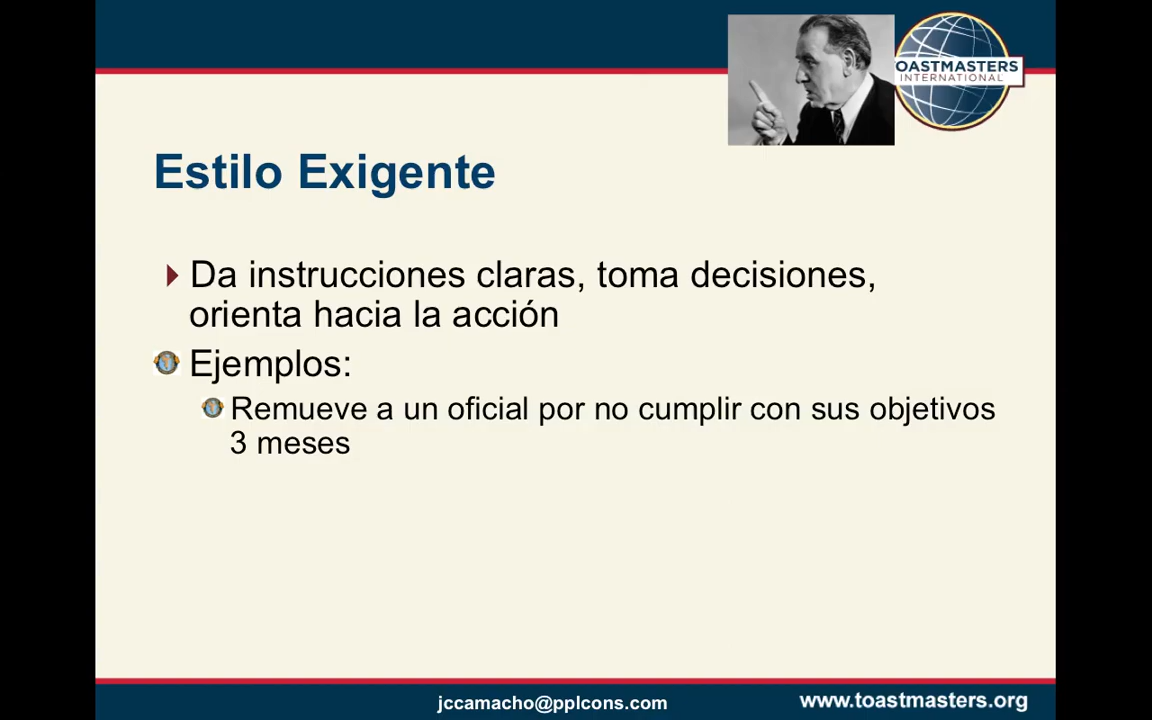 OASTMASTERS
INTERNATIONAL
Estilo Exigente
Da instrucciones claras, toma decisiones,
orienta hacia la acción
Ejemplos:
Remueve a un oficial por no cumplir con sus objetivos
3 meses
jccamacho@pplcons.com
www.toastmasters.org